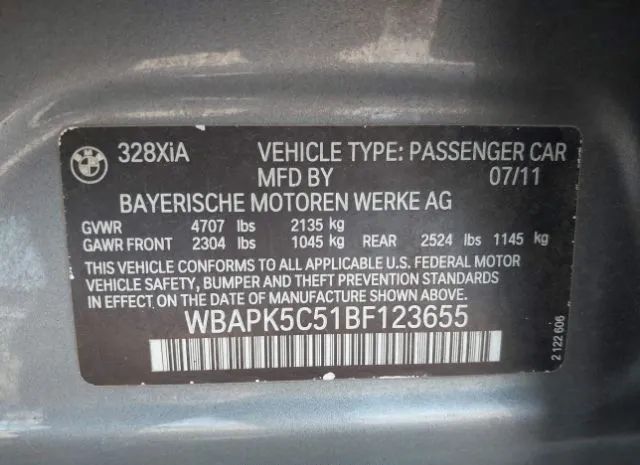 BMW
328XiA VEHICLE TYPE: PASSENGER CAR
MFD BY 07/11
BAYERISCHE MOTOREN WERKE AG
GVWR 4707 lbs 2135 kg
GAWR FRONT 2304 lbs 1045 kg REAR 2524 lbs 1145 kg
THIS VEHICLE CONFORMS TO ALL APPLICABLE U.S. FEDERAL MOTOR
VEHICLE SAFETY, BUMPER AND THEFT PREVENTION STANDARDS
IN EFFECT ON THE DATE OF MANUFACTURE SHOWN ABOVE.
WBAPK5C51BF123655
2 122 606